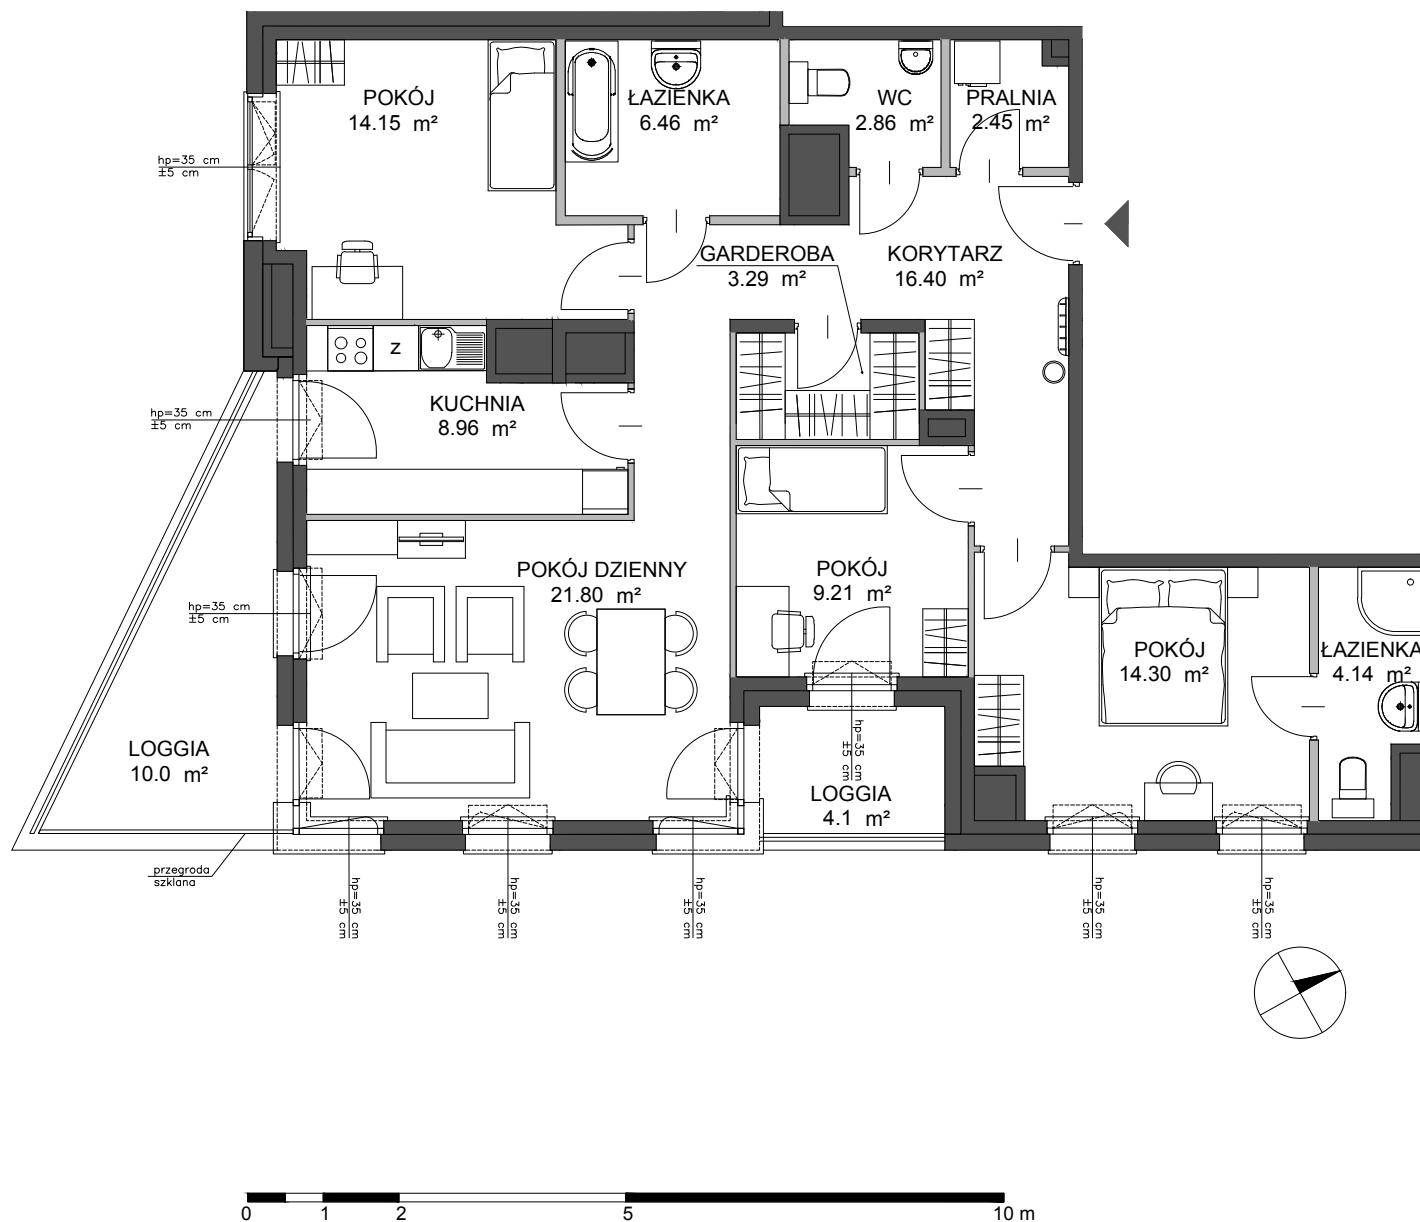 POKÓJ
14.15 m²
ŁAZIENKA
6.46 m²
WC
2.86 m²
PRALNIA
2.45 m²
hp=35 cm
±5 cm
GARDEROBA
3.29 m²
KORYTARZ
16.40 m²
z
KUCHNIA
8.96 m²
hp=35 cm
±5 cm
POKÓJ DZIENNY
21.80 m²
POKÓJ
9.21 m²
hp=35 cm
±5 cm
POKÓJ
14.30 m²
ŁAZIENKA
4.14 m²
LOGGIA
10.0 m²
hp=35 cm
±5 cm
LOGGIA
4.1 m²
przegroda
szklana
hp=35 cm
±5 cm
hp=35 cm
±5 cm
hp=35 cm
±5 cm
hp=35 cm
±5 cm
hp=35 cm
±5 cm
0 1 2 5 10 m